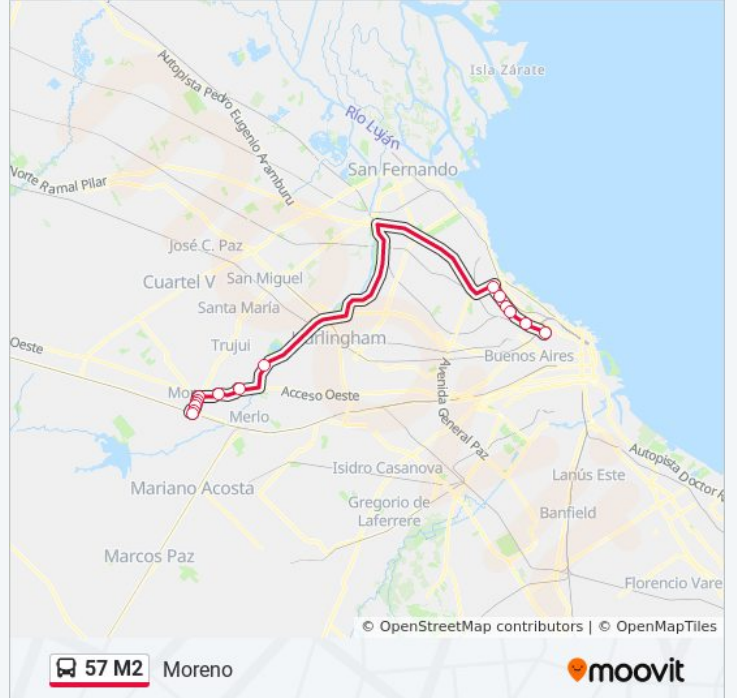 Isla Zárate
Autopista Pedro Eugenio Aramburu
Río Luján
San Fernando
Norte Ramal Pilar
José C. Paz
Cuartel V
San Miguel
Santa María
Trujui
Hurlingham
Oeste
Buenos Aires
Acceso Oeste
Merlo
Avenida General Paz
Isidro Casanova
Mariano Acosta
Lanús Este
Autopista Doctor R
Gregorio de
Laferrere
Banfield
Marcos Paz
Florencio Vare
© OpenStreetMap contributors | © OpenMapTiles
57 M2 Moreno
moovit